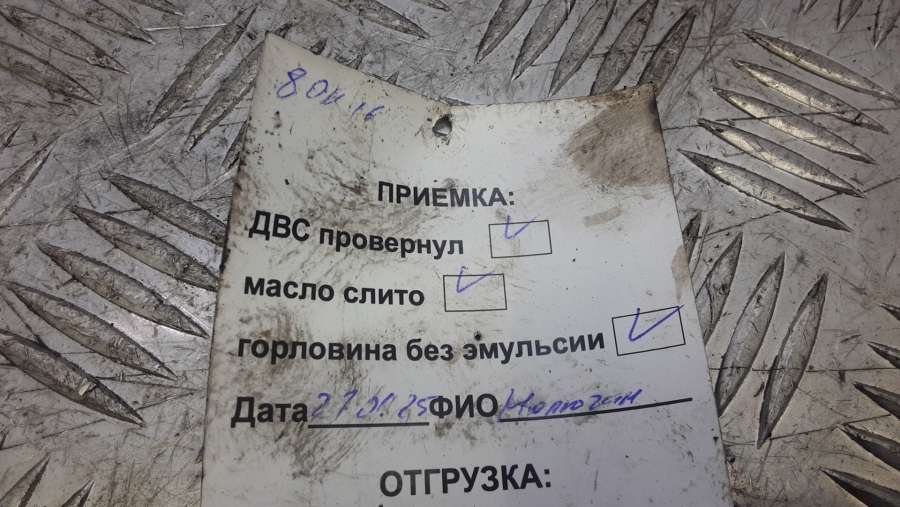 ПРИЕМКА:
ДВС провернул
масло слито
горловина без эмульсии
Дата 27.01.25 ФИО
ОТГРУЗКА: